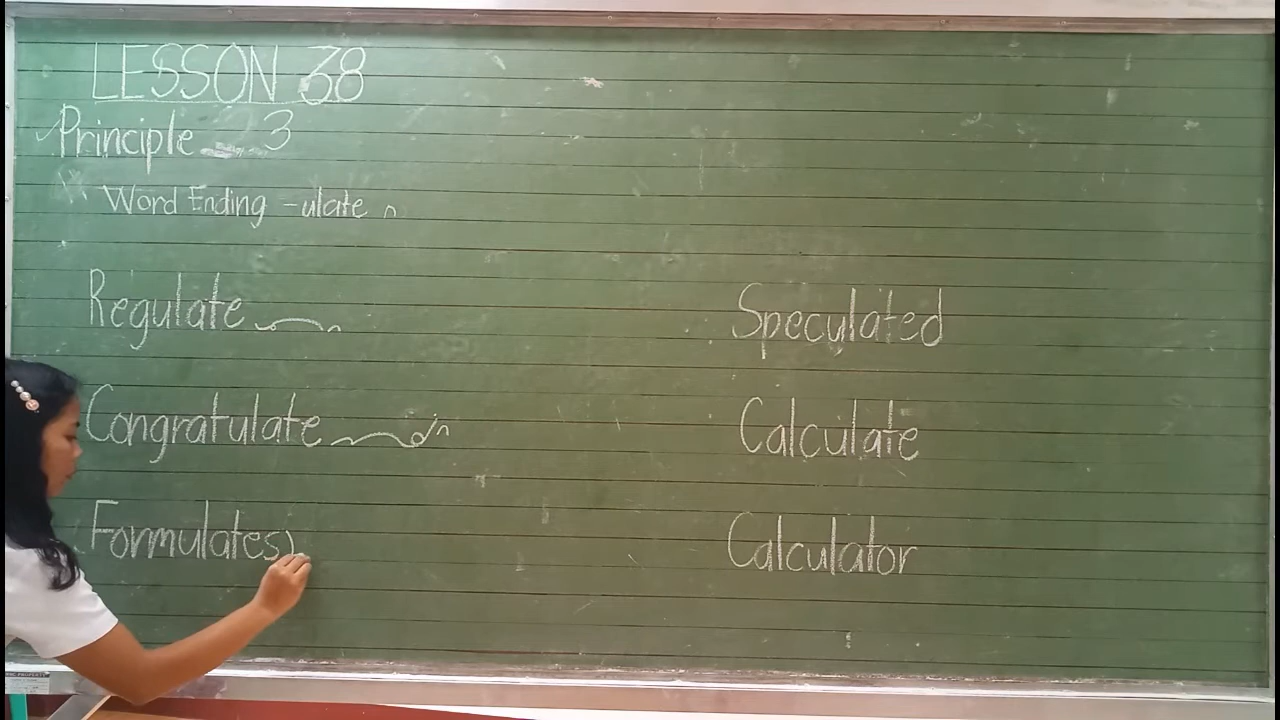 LESSON 38
Principle 3
Word Ending -ulate
Regulate
Congratulate
Formulates
Speculated
Calculate
Calculator